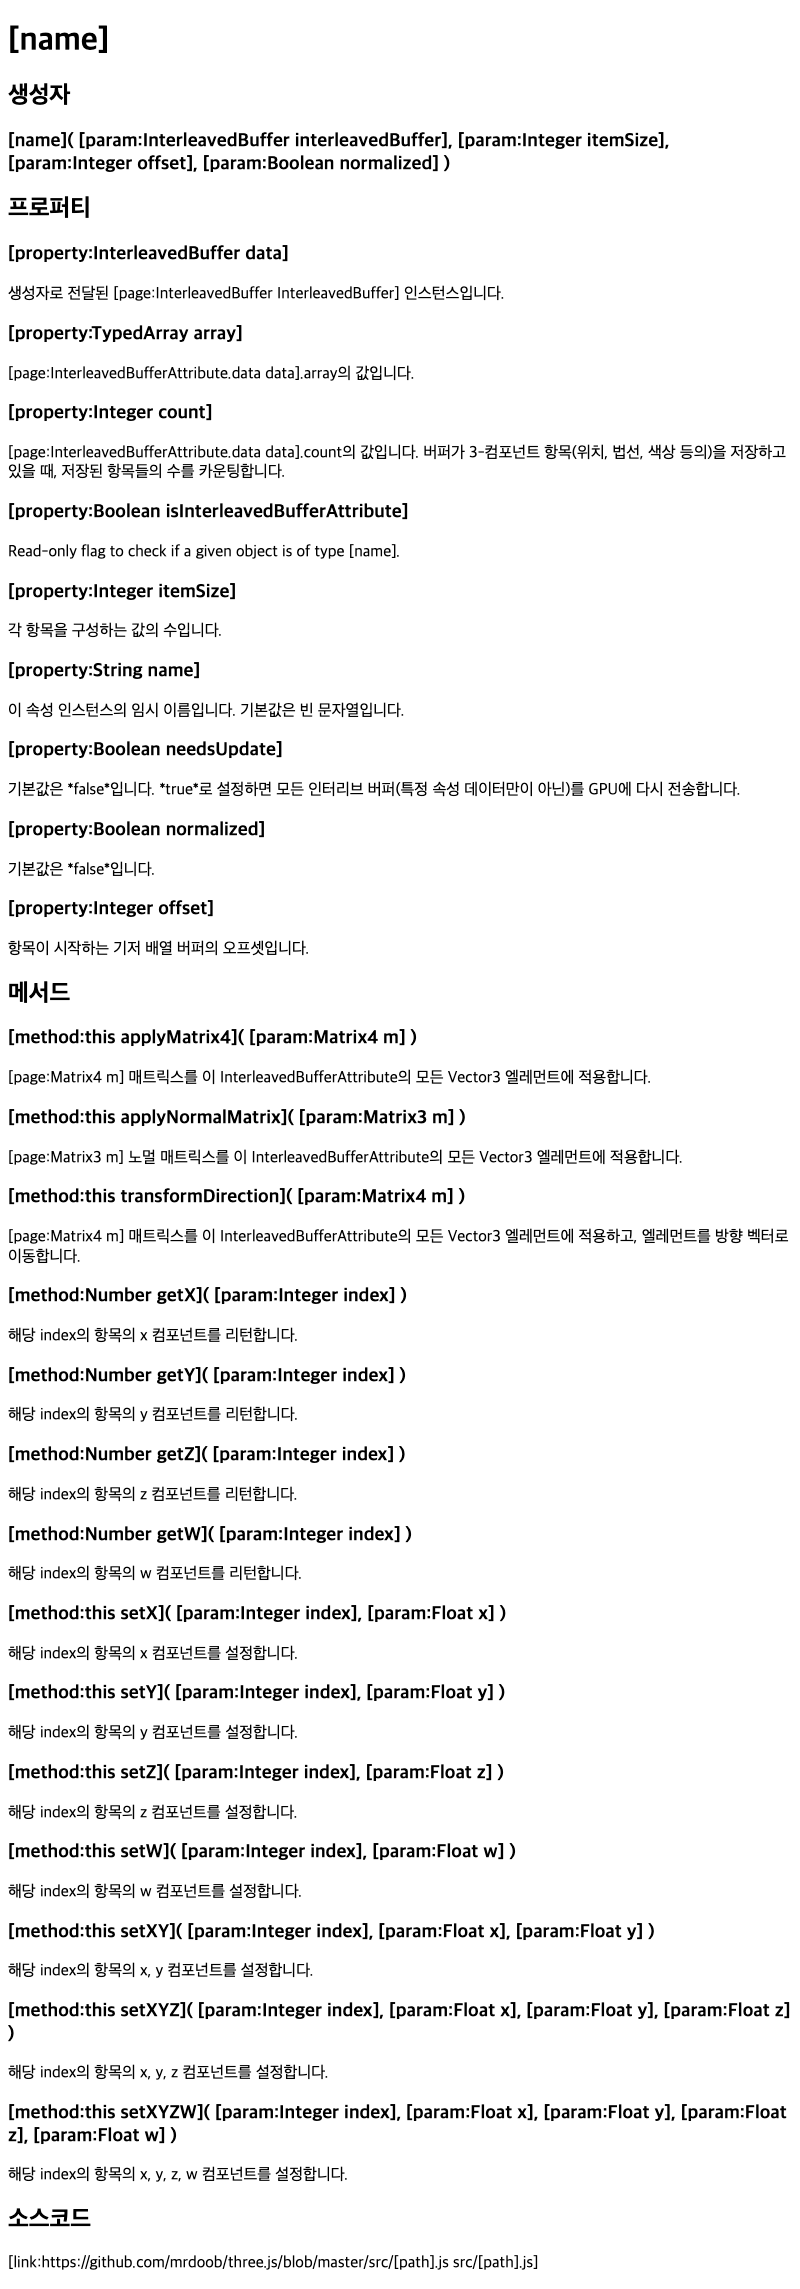 [name]
생성자
[name]( [param:InterleavedBuffer interleavedBuffer], [param:Integer itemSize],
[param:Integer offset], [param:Boolean normalized] )
프로퍼티
[property:InterleavedBuffer data]
생성자로 전달된 [page:InterleavedBuffer InterleavedBuffer] 인스턴스입니다.
[property:TypedArray array]
[page:InterleavedBufferAttribute.data data].array의 값입니다.
[property:Integer count]
[page:InterleavedBufferAttribute.data data].count의 값입니다. 버퍼가 3-컴포넌트 항목(위치, 법선, 색상 등의)을 저장하고
있을 때, 저장된 항목들의 수를 카운팅합니다.
[property:Boolean isInterleavedBufferAttribute]
Read-only flag to check if a given object is of type [name].
[property:Integer itemSize]
각 항목을 구성하는 값의 수입니다.
[property:String name]
이 속성 인스턴스의 임시 이름입니다. 기본값은 빈 문자열입니다.
[property:Boolean needsUpdate]
기본값은 *false*입니다. *true*로 설정하면 모든 인터리브 버퍼(특정 속성 데이터만이 아닌)를 GPU에 다시 전송합니다.
[property:Boolean normalized]
기본값은 *false*입니다.
[property:Integer offset]
항목이 시작하는 기저 배열 버퍼의 오프셋입니다.
메서드
[method:this applyMatrix4]( [param:Matrix4 m] )
[page:Matrix4 m] 매트릭스를 이 InterleavedBufferAttribute의 모든 Vector3 엘레먼트에 적용합니다.
[method:this applyNormalMatrix]( [param:Matrix3 m] )
[page:Matrix3 m] 노멀 매트릭스를 이 InterleavedBufferAttribute의 모든 Vector3 엘레먼트에 적용합니다.
[method:this transformDirection]( [param:Matrix4 m] )
[page:Matrix4 m] 매트릭스를 이 InterleavedBufferAttribute의 모든 Vector3 엘레먼트에 적용하고, 엘레먼트를 방향 벡터로
이동합니다.
[method:Number getX]( [param:Integer index] )
해당 index의 항목의 x 컴포넌트를 리턴합니다.
[method:Number getY]( [param:Integer index] )
해당 index의 항목의 y 컴포넌트를 리턴합니다.
[method:Number getZ]( [param:Integer index] )
해당 index의 항목의 z 컴포넌트를 리턴합니다.
[method:Number getW]( [param:Integer index] )
해당 index의 항목의 w 컴포넌트를 리턴합니다.
[method:this setX]( [param:Integer index], [param:Float x] )
해당 index의 항목의 x 컴포넌트를 설정합니다.
[method:this setY]( [param:Integer index], [param:Float y] )
해당 index의 항목의 y 컴포넌트를 설정합니다.
[method:this setZ]( [param:Integer index], [param:Float z] )
해당 index의 항목의 z 컴포넌트를 설정합니다.
[method:this setW]( [param:Integer index], [param:Float w] )
해당 index의 항목의 w 컴포넌트를 설정합니다.
[method:this setXY]( [param:Integer index], [param:Float x], [param:Float y] )
해당 index의 항목의 x, y 컴포넌트를 설정합니다.
[method:this setXYZ]( [param:Integer index], [param:Float x], [param:Float y], [param:Float z]
)
해당 index의 항목의 x, y, z 컴포넌트를 설정합니다.
[method:this setXYZW]( [param:Integer index], [param:Float x], [param:Float y], [param:Float
z], [param:Float w] )
해당 index의 항목의 x, y, z, w 컴포넌트를 설정합니다.
소스코드
[link:https://github.com/mrdoob/three.js/blob/master/src/[path].js src/[path].js]